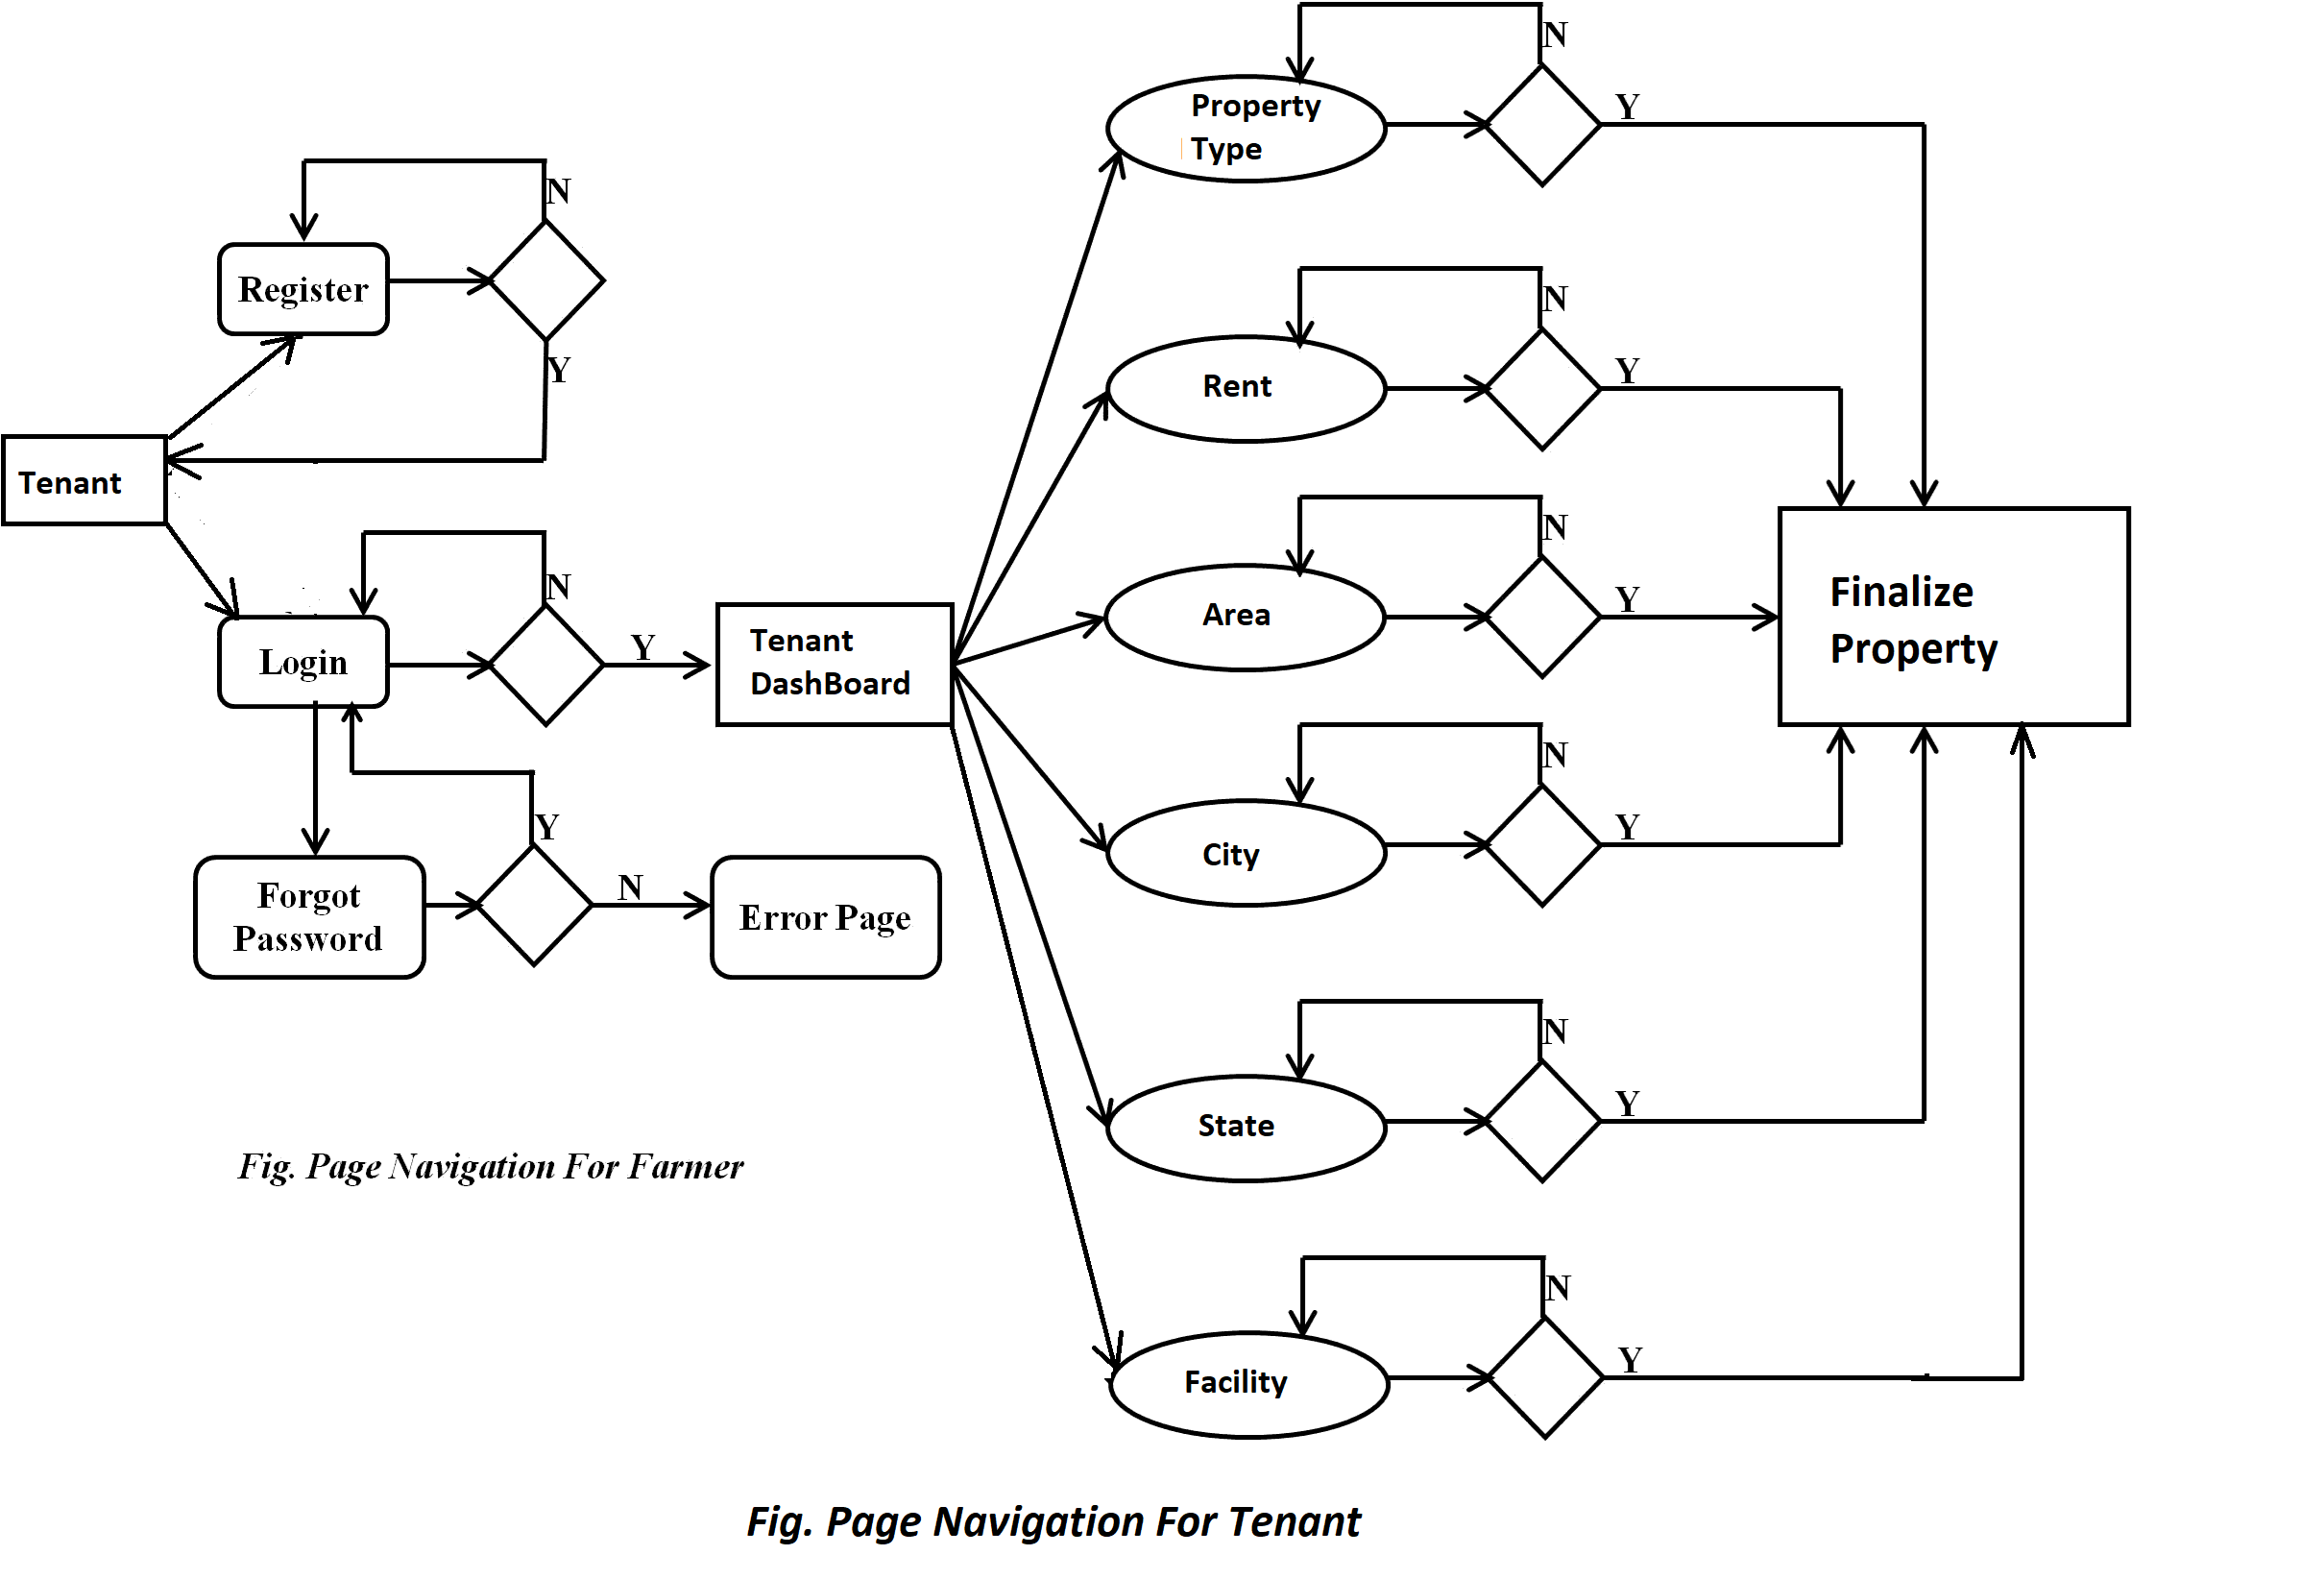 N
Property
Type
Y
N
Register
Y
N
Rent
Y
Tenant
N
Area
Y
N
Login
Y
Tenant
DashBoard
Finalize
Property
N
City
Y
Y
Forgot
Password
N
Error Page
N
State
Y
Fig. Page Navigation For Farmer
N
Facility
Y
Fig. Page Navigation For Tenant